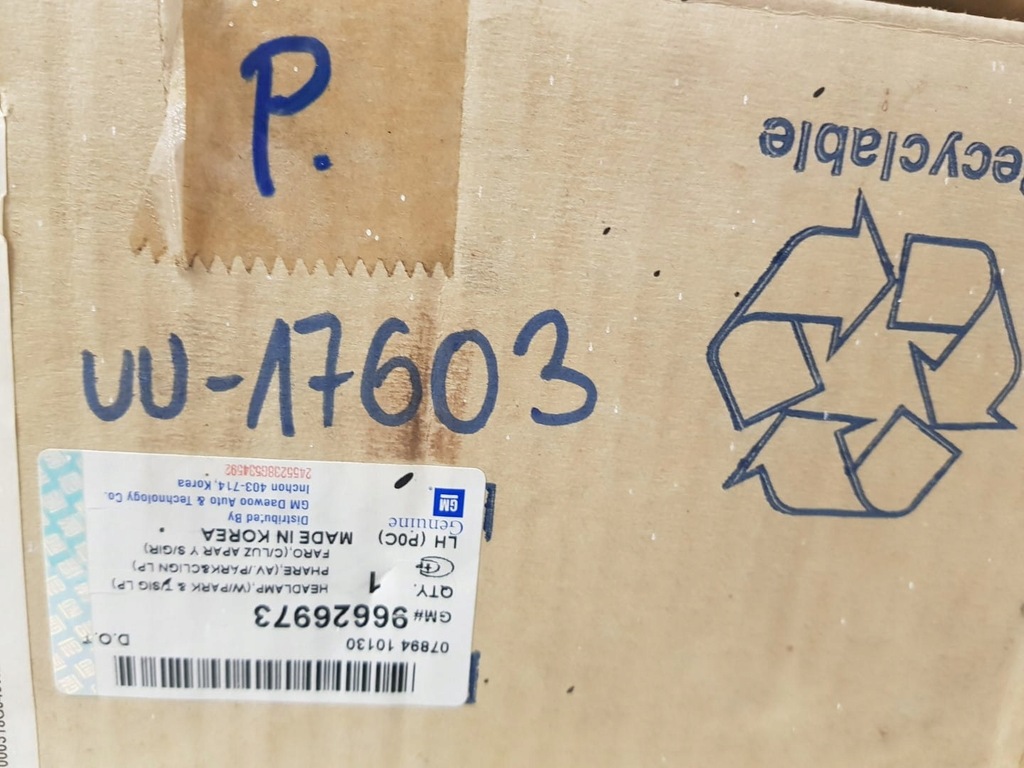 P.
UU-17603
Recyclable
07894 10130
D.O.T
GM# 96626973
QTY. 1
HEADLAMP,(W/PARK & T/SIG LP)
PHARE,(AV./PARK&CLIGN LP)
FARO,(C/LUZ APAR Y S/GIR)
LH (P0C) MADE IN KOREA
GM
Genuine
Distributed By
GM Daewoo Auto & Technology Co.
Inchon 403-714, Korea